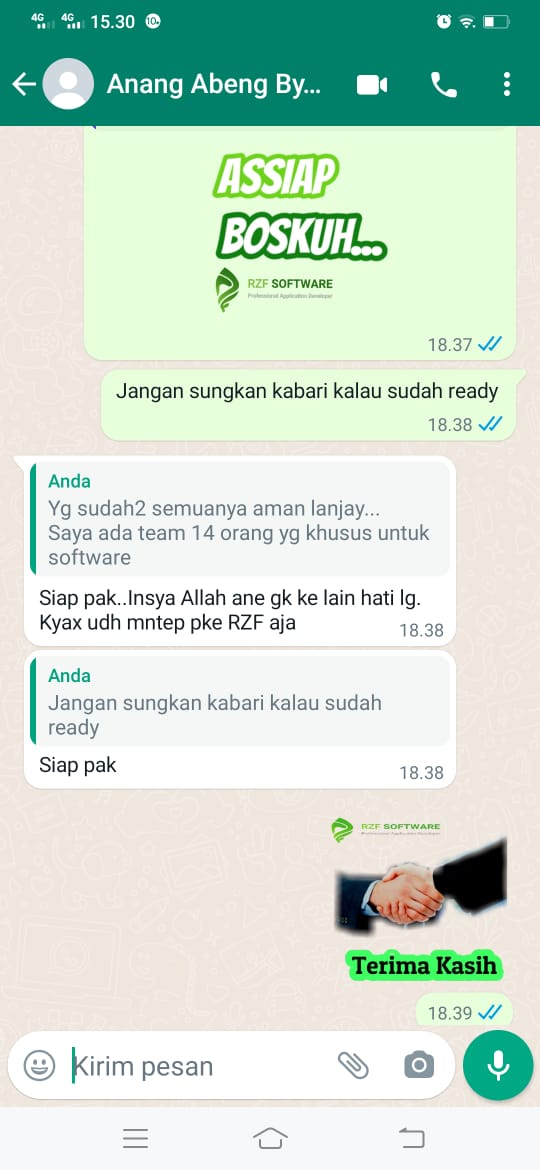 4G 4G 15.30 10+
Anang Abeng By...
ASSIAP
BOSKUH...
RZF SOFTWARE
Professional Application Developer
18.37
Jangan sungkan kabari kalau sudah ready
18.38
Anda
Yg sudah2 semuanya aman lanjay...
Saya ada team 14 orang yg khusus untuk
software
Siap pak..Insya Allah ane gk ke lain hati lg.
Kyax udh mntep pke RZF aja
18.38
Anda
Jangan sungkan kabari kalau sudah
ready
Siap pak
18.38
RZF SOFTWARE
Terima Kasih
18.39
Kirim pesan